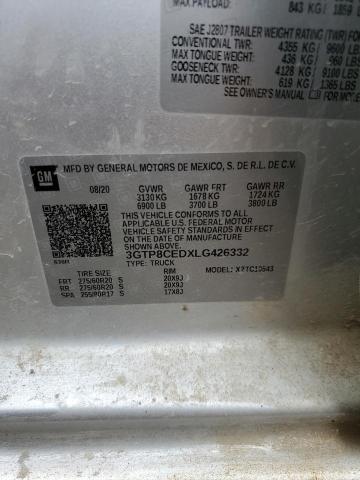 MAX PAYLOAD: 843 KG / 1859
SAE J2807 TRAILER WEIGHT RATING (TWR) FOR
CONVENTIONAL TWR: 4355 KG / 9600 LB
MAX TONGUE WEIGHT: 436 KG / 960 LBS
GOOSENECK TWR: 4128 KG / 9100 LBS
MAX TONGUE WEIGHT: 619 KG / 1365 LBS
SEE OWNER'S MANUAL
GM
MFD BY GENERAL MOTORS DE MEXICO, S. DE R.L. DE C.V.
08/20 GVWR GAWR FRT GAWR RR
3130 KG 1678 KG 1724 KG
6900 LB 3700 LB 3800 LB
THIS VEHICLE CONFORMS TO ALL APPLICABLE
U.S. FEDERAL MOTOR VEHICLE
SAFETY STANDARDS IN EFFECT
ON THE DATE OF MANUFACTURE
SHOWN ABOVE.
3GTP8CEDXLG426332
TYPE: TRUCK
TIRE SIZE RIM MODEL: X*TC10543
FRT 275/60R20 S 20X9J
RR 275/60R20 S 20X9J
SPA 255/80R17 S 17X8J